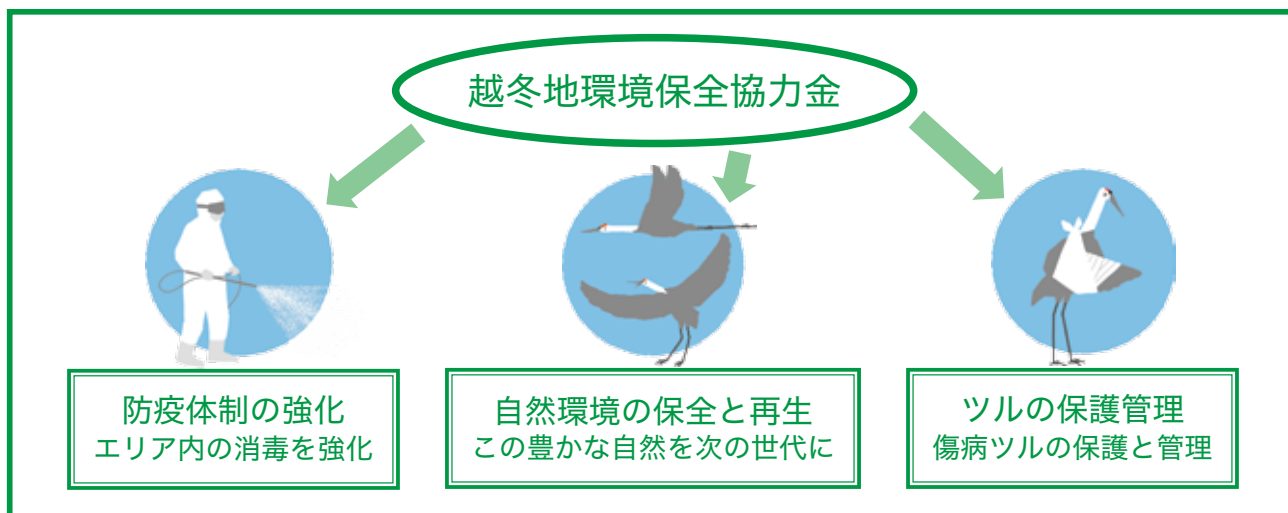 越冬地環境保全協力金
防疫体制の強化
エリア内の消毒を強化
自然環境の保全と再生
この豊かな自然を次の世代に
ツルの保護管理
傷病ツルの保護と管理